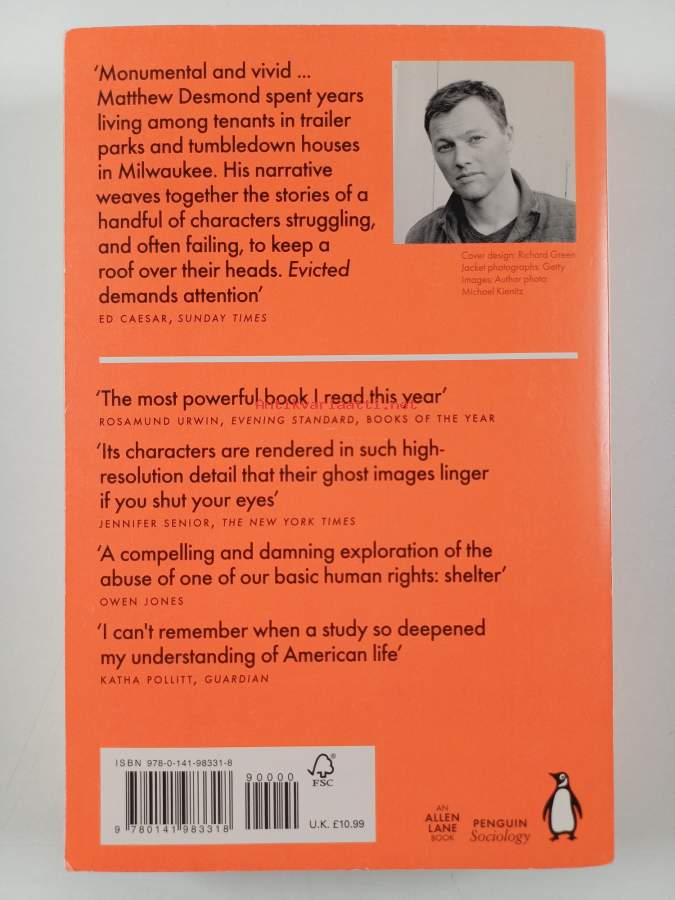 ‘Monumental and vivid ...
Matthew Desmond spent years
living among tenants in trailer
parks and tumbledown houses
in Milwaukee. His narrative
weaves together the stories of a
handful of characters struggling,
and often failing, to keep a
roof over their heads. Evicted
demands attention’
ED CAESAR, SUNDAY TIMES
Cover design: Richard Green
Jacket photographs: Getty
Images; Author photo:
Michael Kienitz
‘The most powerful book I read this year’
Antikvariaatti.net
ROSAMUND URWIN, EVENING STANDARD, BOOKS OF THE YEAR
‘Its characters are rendered in such high-
resolution detail that their ghost images linger
if you shut your eyes’
JENNIFER SENIOR, THE NEW YORK TIMES
‘A compelling and damning exploration of the
abuse of one of our basic human rights: shelter’
OWEN JONES
‘I can't remember when a study so deepened
my understanding of American life’
KATHA POLLITT, GUARDIAN
ISBN 978-0-141-98331-8
90000
9 780141 983318
FSC
U.K. £10.99
AN
ALLEN
LANE
BOOK
PENGUIN
Sociology